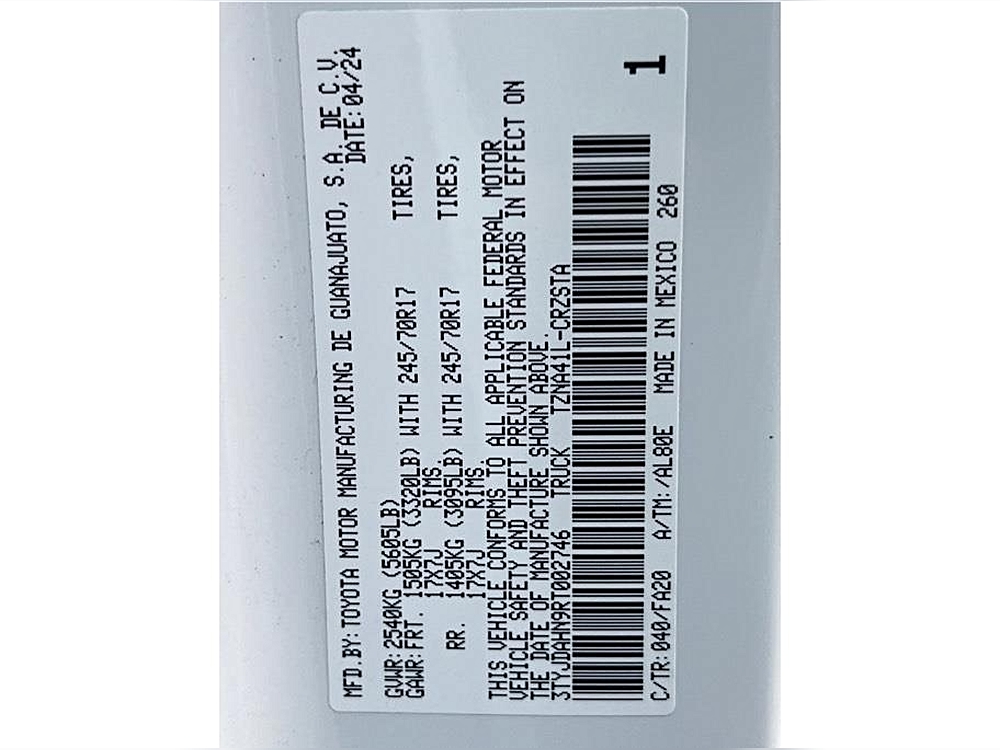 MFD.BY:TOYOTA MOTOR MANUFACTURING DE GUANAJUATO, S.A. DE C.V.
DATE:04/24
GVWR:2540KG (5605LB)
GAWR:FRT. 1505KG (3320LB) WITH 245/70R17 TIRES,
17X7J RIMS.
RR. 1405KG (3095LB) WITH 245/70R17 TIRES,
17X7J RIMS.
THIS VEHICLE CONFORMS TO ALL APPLICABLE FEDERAL MOTOR
VEHICLE SAFETY AND THEFT PREVENTION STANDARDS IN EFFECT ON
THE DATE OF MANUFACTURE SHOWN ABOVE.
3TYJDAHN9RT002746 TRUCK TZNA41L-CRZSTA
1
C/TR:040/FA20 A/TM:/AL80E MADE IN MEXICO 260